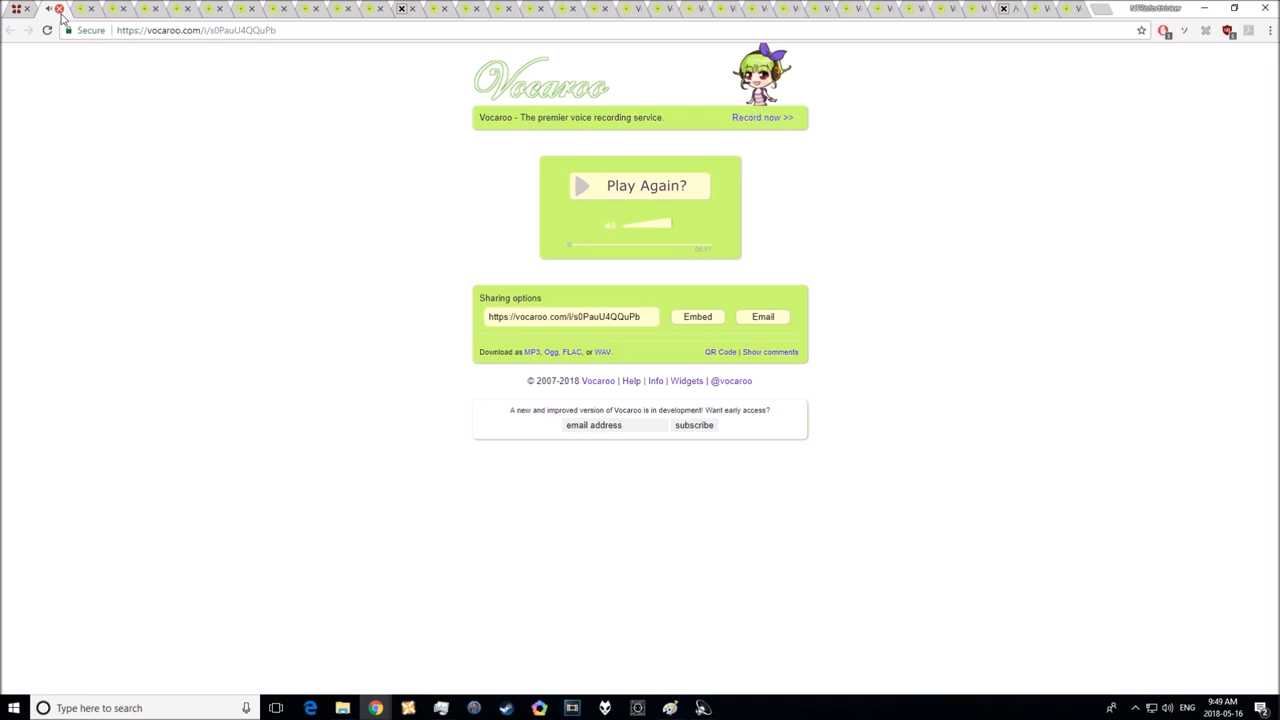 Secure https://vocaroo.com/i/s0PauU4QQuPb
Vocaroo
Vocaroo - The premier voice recording service. Record now >>
Play Again?
Sharing options
https://vocaroo.com/i/s0PauU4QQuPb Embed Email
Download as MP3, Ogg, FLAC, or WAV. QR Code | Show comments
© 2007-2018 Vocaroo | Help | Info | Widgets | @vocaroo
A new and improved version of Vocaroo is in development! Want early access?
email address subscribe
Type here to search
ENG
9:49 AM
2018-05-16